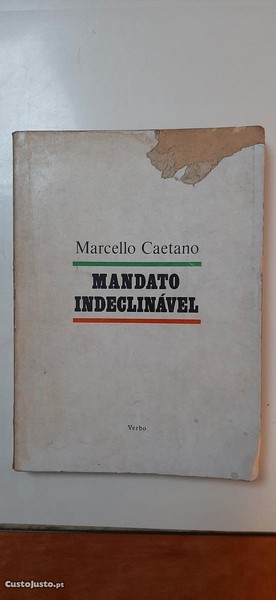 Marcello Caetano
MANDATO
INDECLINÁVEL
Verbo
CustoJusto.pt